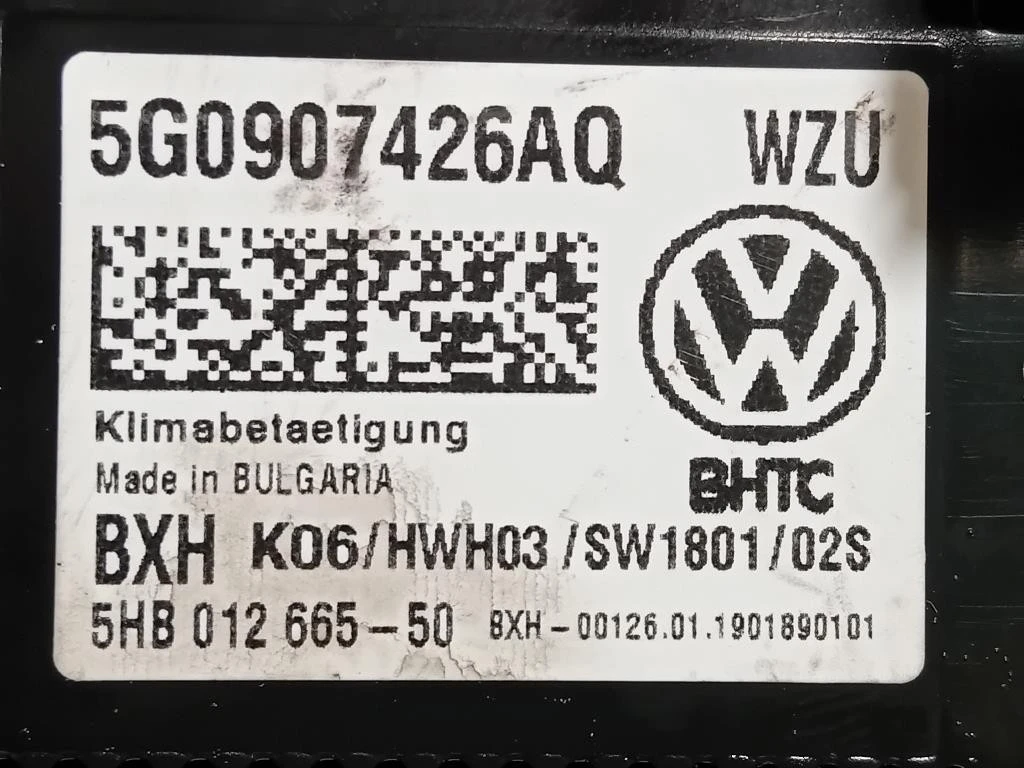 5G0907426AQ WZU
Klimabetaetigung
Made in BULGARIA
BHTC
BXH K06/HWH03/SW1801/02S
5HB 012 665-50 BXH-00126.01.1901890101